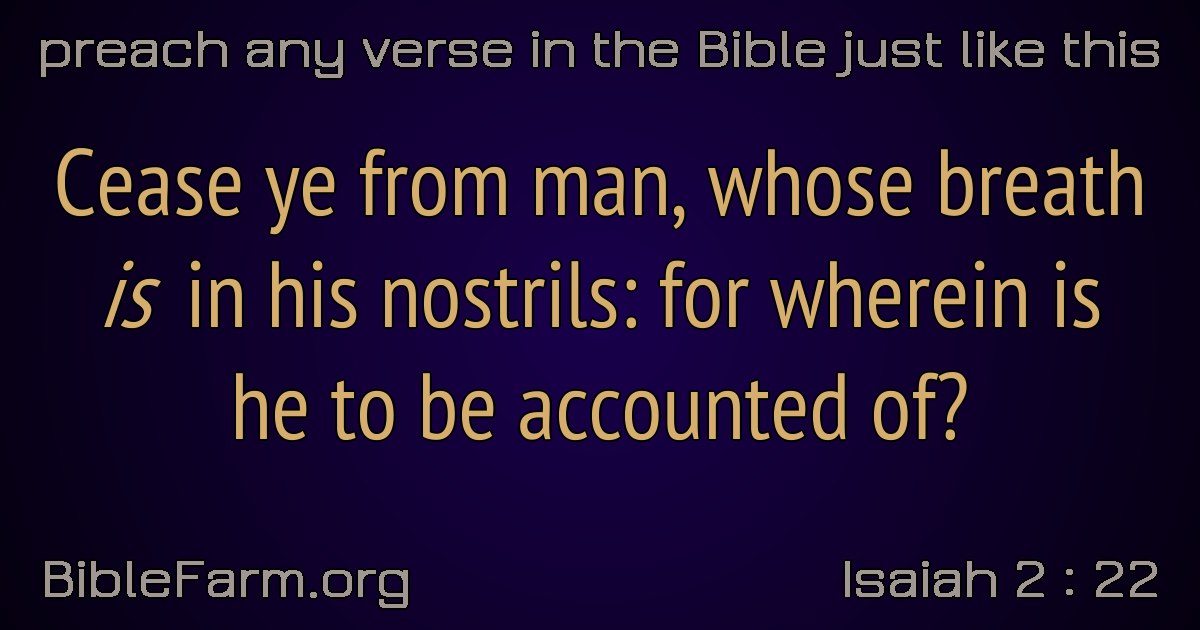 preach any verse in the Bible just like this
Cease ye from man, whose breath
is in his nostrils: for wherein is
he to be accounted of?
BibleFarm.org
Isaiah 2 : 22